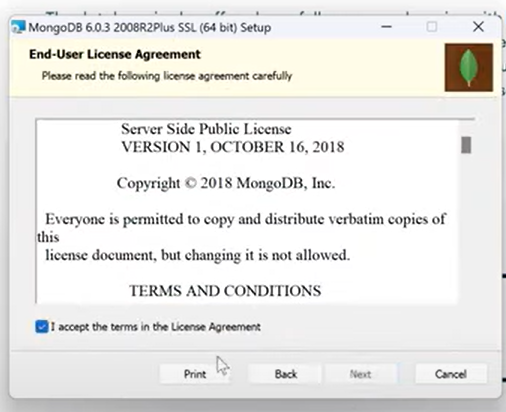 MongoDB 6.0.3 2008R2Plus SSL (64 bit) Setup
End-User License Agreement
Please read the following license agreement carefully
Server Side Public License
VERSION 1, OCTOBER 16, 2018
Copyright © 2018 MongoDB, Inc.
Everyone is permitted to copy and distribute verbatim copies of
this
license document, but changing it is not allowed.
TERMS AND CONDITIONS
I accept the terms in the License Agreement
Print Back Next Cancel